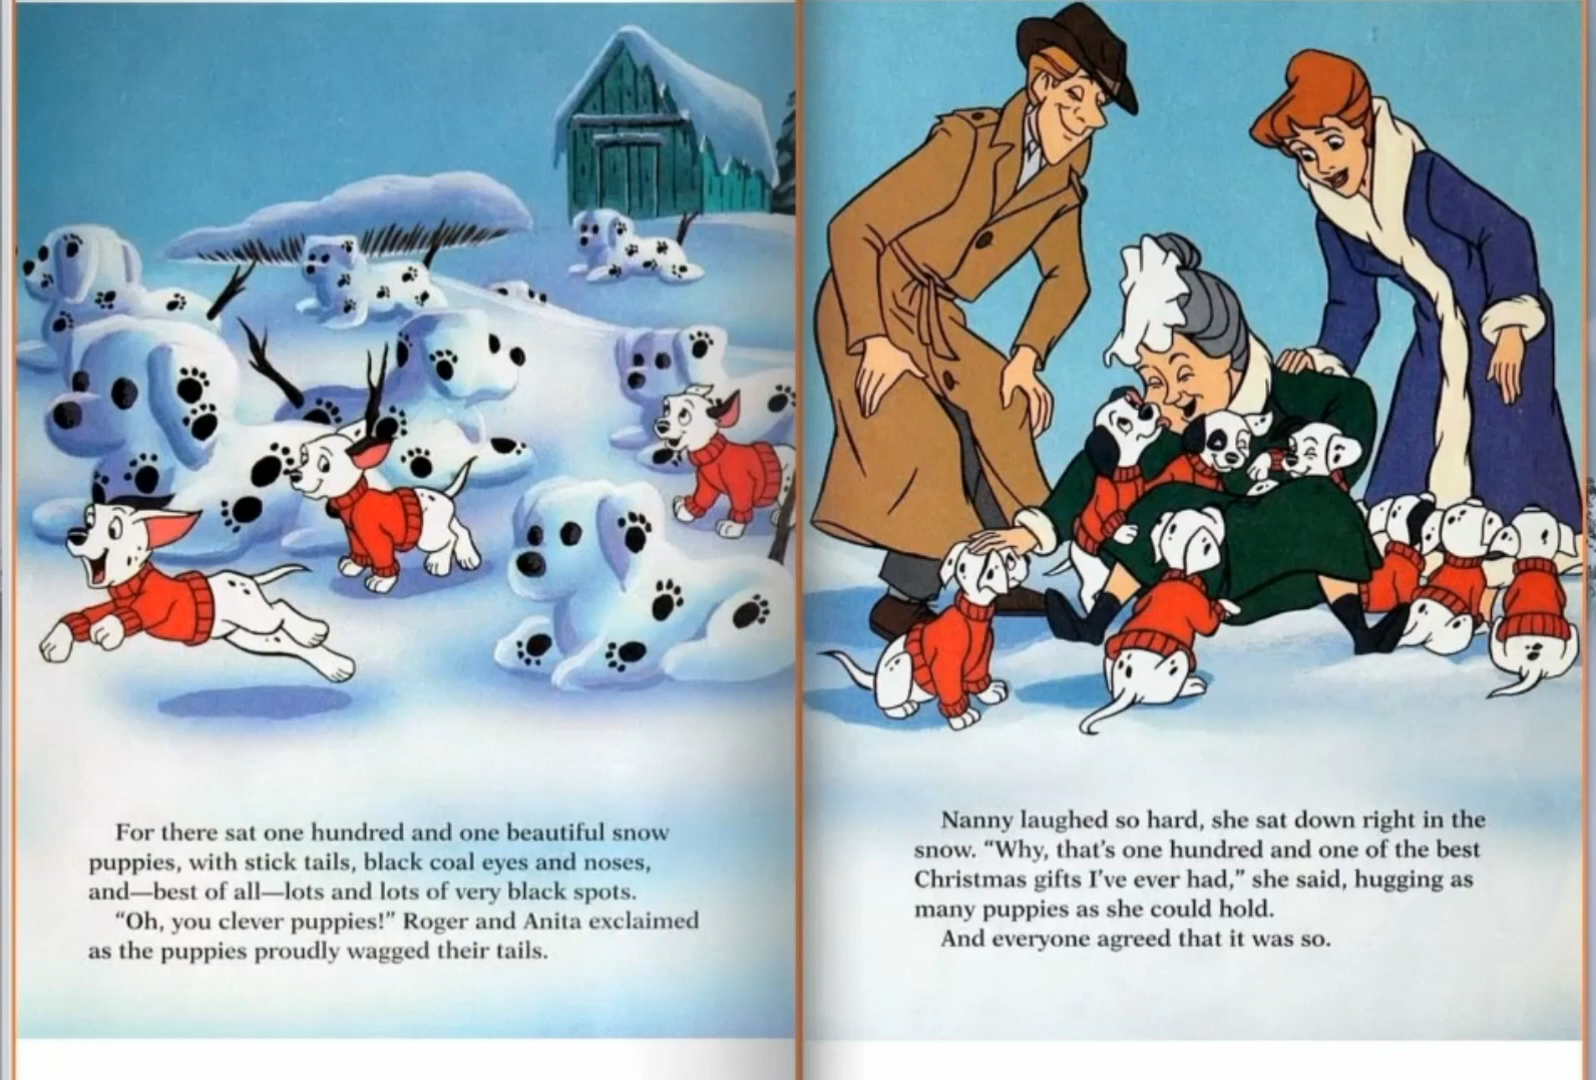 For there sat one hundred and one beautiful snow
puppies, with stick tails, black coal eyes and noses,
and—best of all—lots and lots of very black spots.
“Oh, you clever puppies!” Roger and Anita exclaimed
as the puppies proudly wagged their tails.
Nanny laughed so hard, she sat down right in the
snow. “Why, that’s one hundred and one of the best
Christmas gifts I’ve ever had,” she said, hugging as
many puppies as she could hold.
And everyone agreed that it was so.